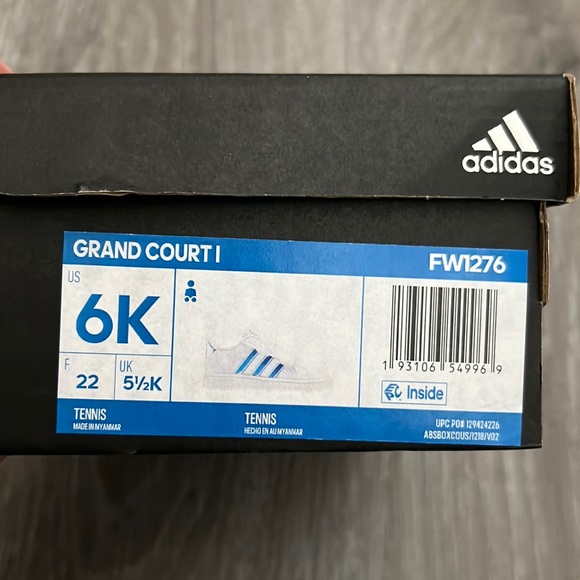 adidas
GRAND COURT I
FW1276
US
6K
F
22
UK
5½K
1 93106 54996 9
Inside
TENNIS
MADE IN MYANMAR
TENNIS
HECHO EN AU MYANMAR
UPC PO# 129424226
ABSBOXCOUS/1218/V02